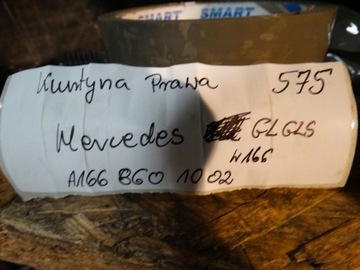 SMART SMART
Kurtyna Prawa 575
Mercedes GL GLS
W166
A166 860 10 02